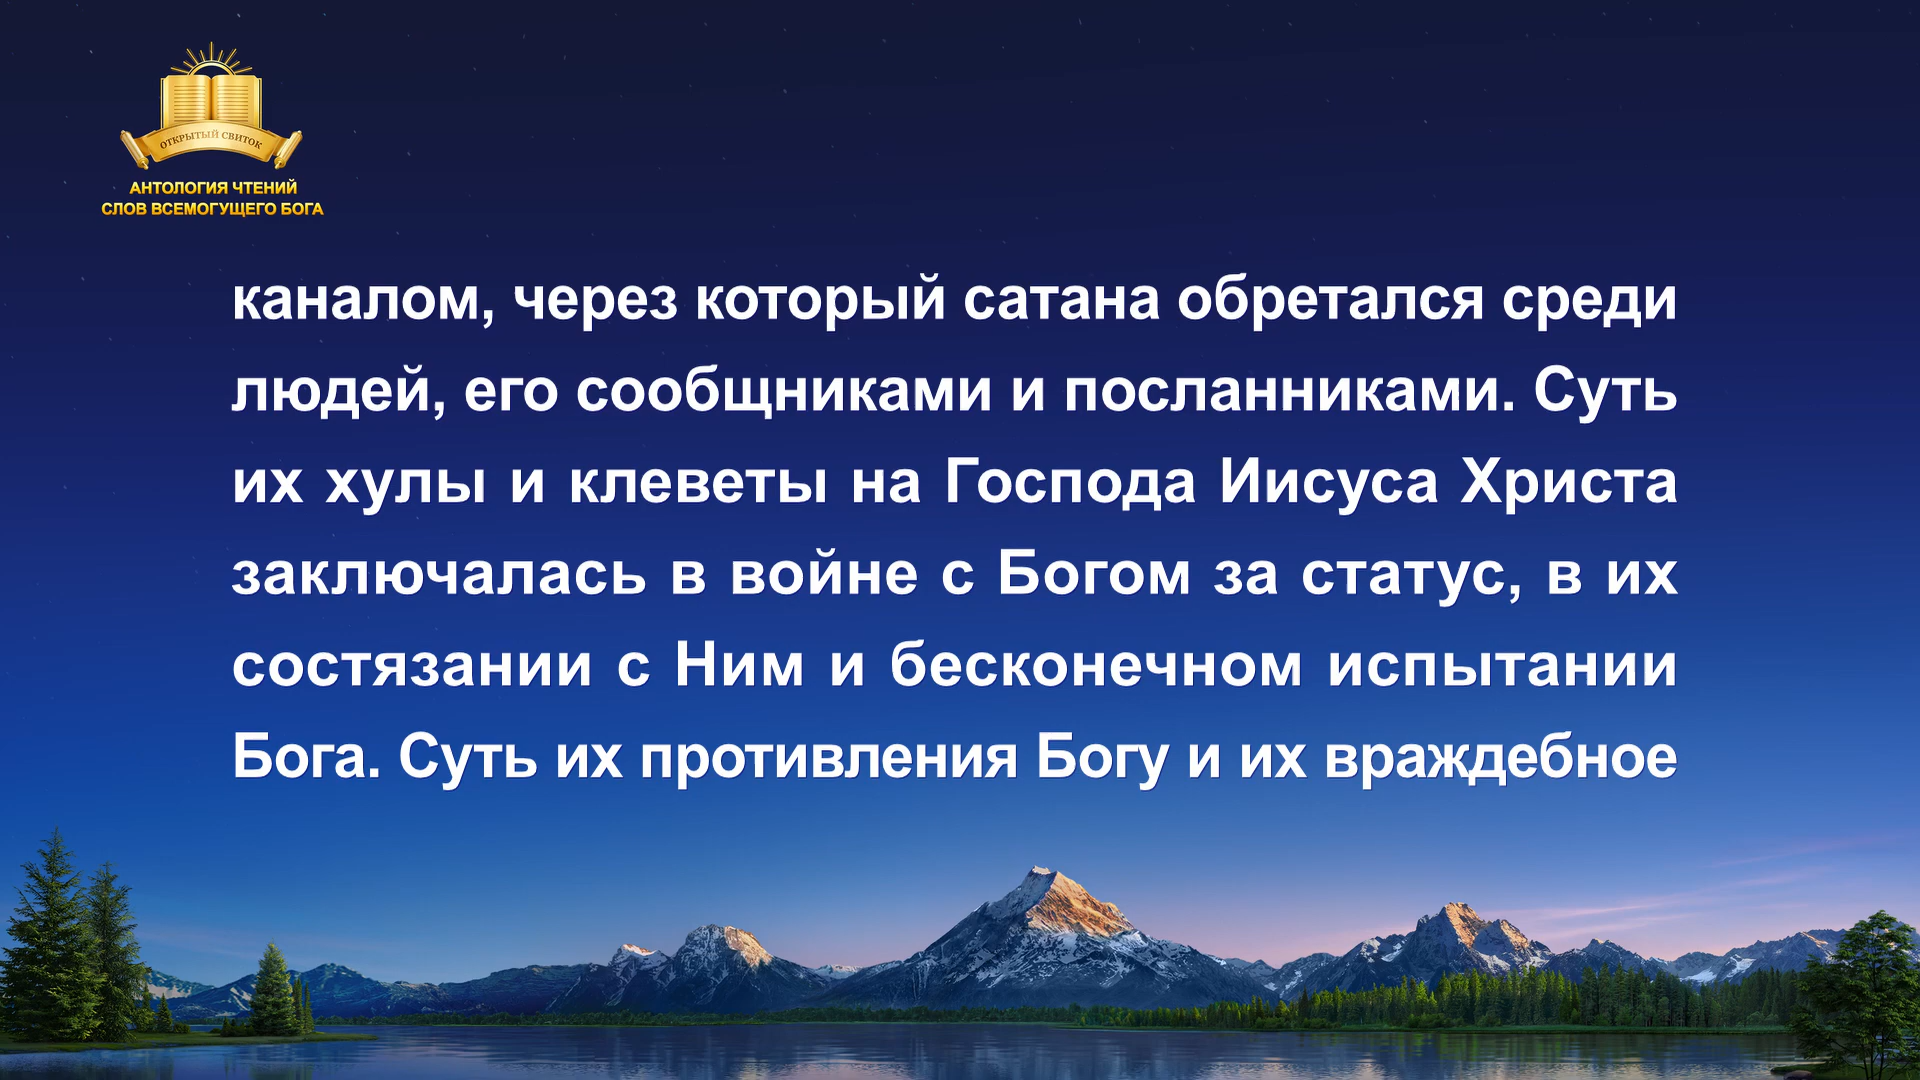 ОТКРЫТЫЙ СВИТОК
АНТОЛОГИЯ ЧТЕНИЙ
СЛОВ ВСЕМОГУЩЕГО БОГА
каналом, через который сатана обретался среди
людей, его сообщниками и посланниками. Суть
их хулы и клеветы на Господа Иисуса Христа
заключалась в войне с Богом за статус, в их
состязании с Ним и бесконечном испытании
Бога. Суть их противления Богу и их враждебное